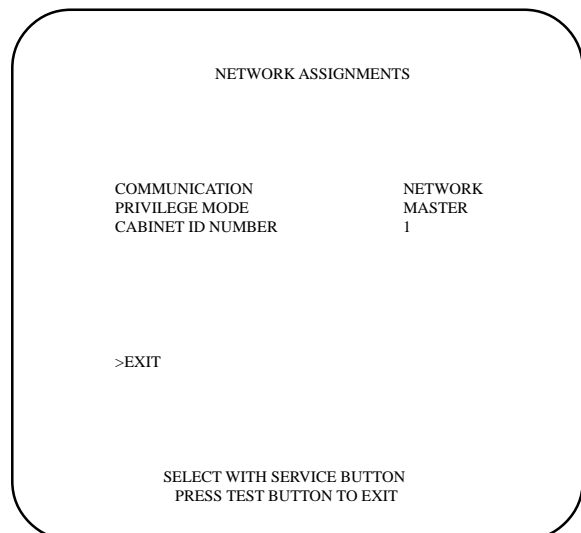 NETWORK ASSIGNMENTS
COMMUNICATION NETWORK
PRIVILEGE MODE MASTER
CABINET ID NUMBER 1
>EXIT
SELECT WITH SERVICE BUTTON
PRESS TEST BUTTON TO EXIT